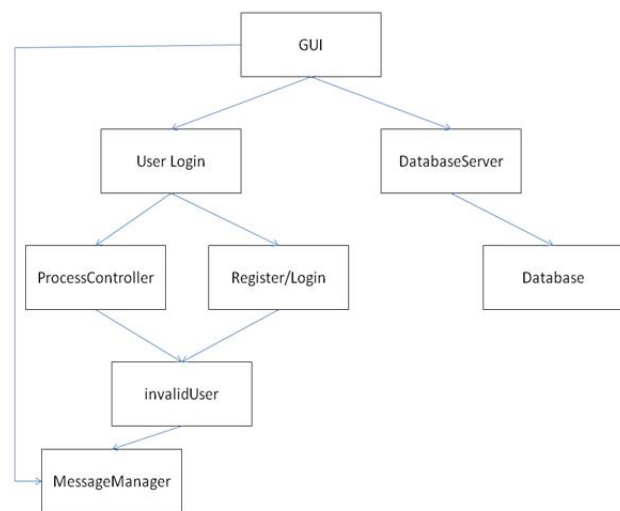 GUI
User Login
DatabaseServer
ProcessController
Register/Login
Database
invalidUser
MessageManager